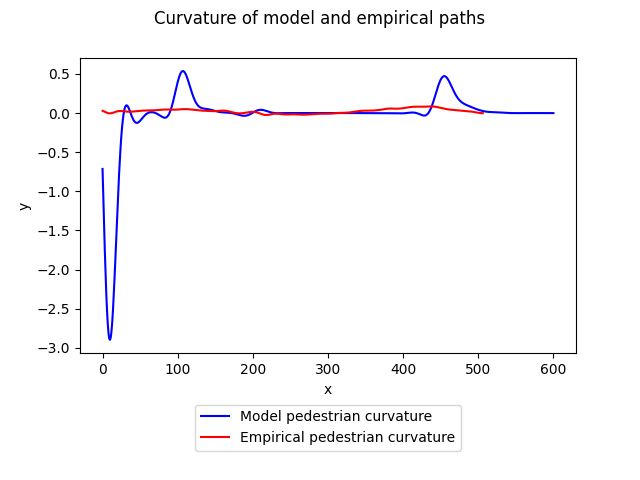 Curvature of model and empirical paths
0.5
0.0
−0.5
−1.0
−1.5
−2.0
−2.5
−3.0
y
0 100 200 300 400 500 600
x
Model pedestrian curvature
Empirical pedestrian curvature